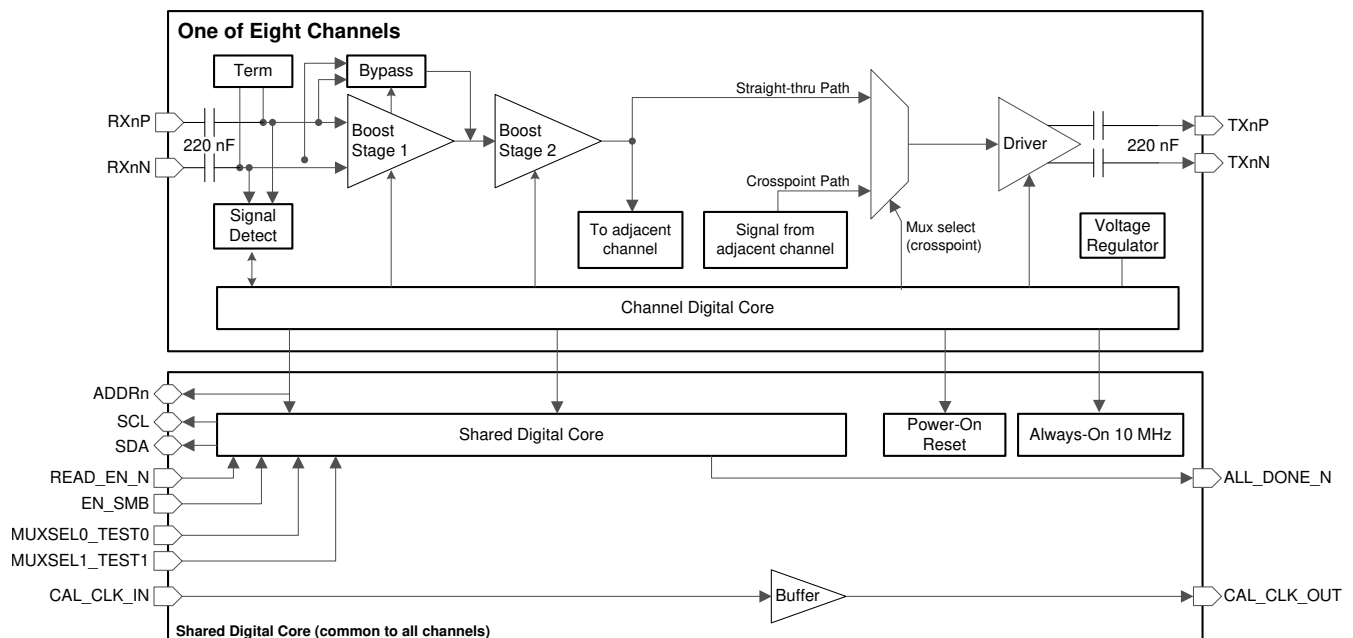 One of Eight Channels
Term
Bypass
Straight-thru Path
RXnP
220 nF
RXnN
Boost
Stage 1
Boost
Stage 2
Driver
220 nF
TXnP
TXnN
Crosspoint Path
Signal
Detect
To adjacent
channel
Signal from
adjacent channel
Mux select
(crosspoint)
Voltage
Regulator
Channel Digital Core
ADDRn
SCL
SDA
Shared Digital Core
Power-On
Reset
Always-On 10 MHz
READ_EN_N
ALL_DONE_N
EN_SMB
MUXSEL0_TEST0
MUXSEL1_TEST1
CAL_CLK_IN
Buffer
CAL_CLK_OUT
Shared Digital Core (common to all channels)